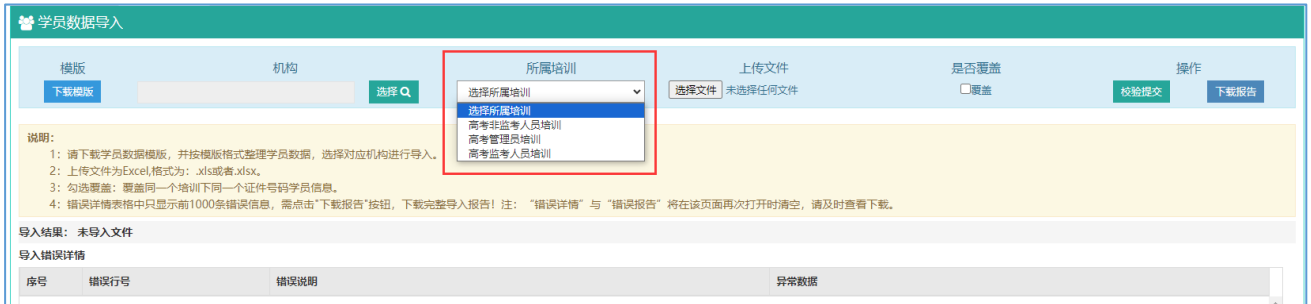 学员数据导入
模版 机构 所属培训 上传文件 是否覆盖 操作
下载模版 选择 选择所属培训 选择文件 未选择任何文件 覆盖 校验提交 下载报告
选择所属培训
高考非监考人员培训
高考管理员培训
高考监考人员培训
说明：
1：请下载学员数据模版，并按模版格式整理学员数据，选择对应机构进行导入。
2：上传文件为Excel,格式为：.xls或者.xlsx。
3：勾选覆盖：覆盖同一个培训下同一个证件号码学员信息。
4：错误详情表格中只显示前1000条错误信息，需点击"下载报告"按钮，下载完整导入报告！注：“错误详情”与“错误报告”将在该页面再次打开时清空，请及时查看下载。
导入结果：未导入文件
导入错误详情
序号 错误行号 错误说明 异常数据